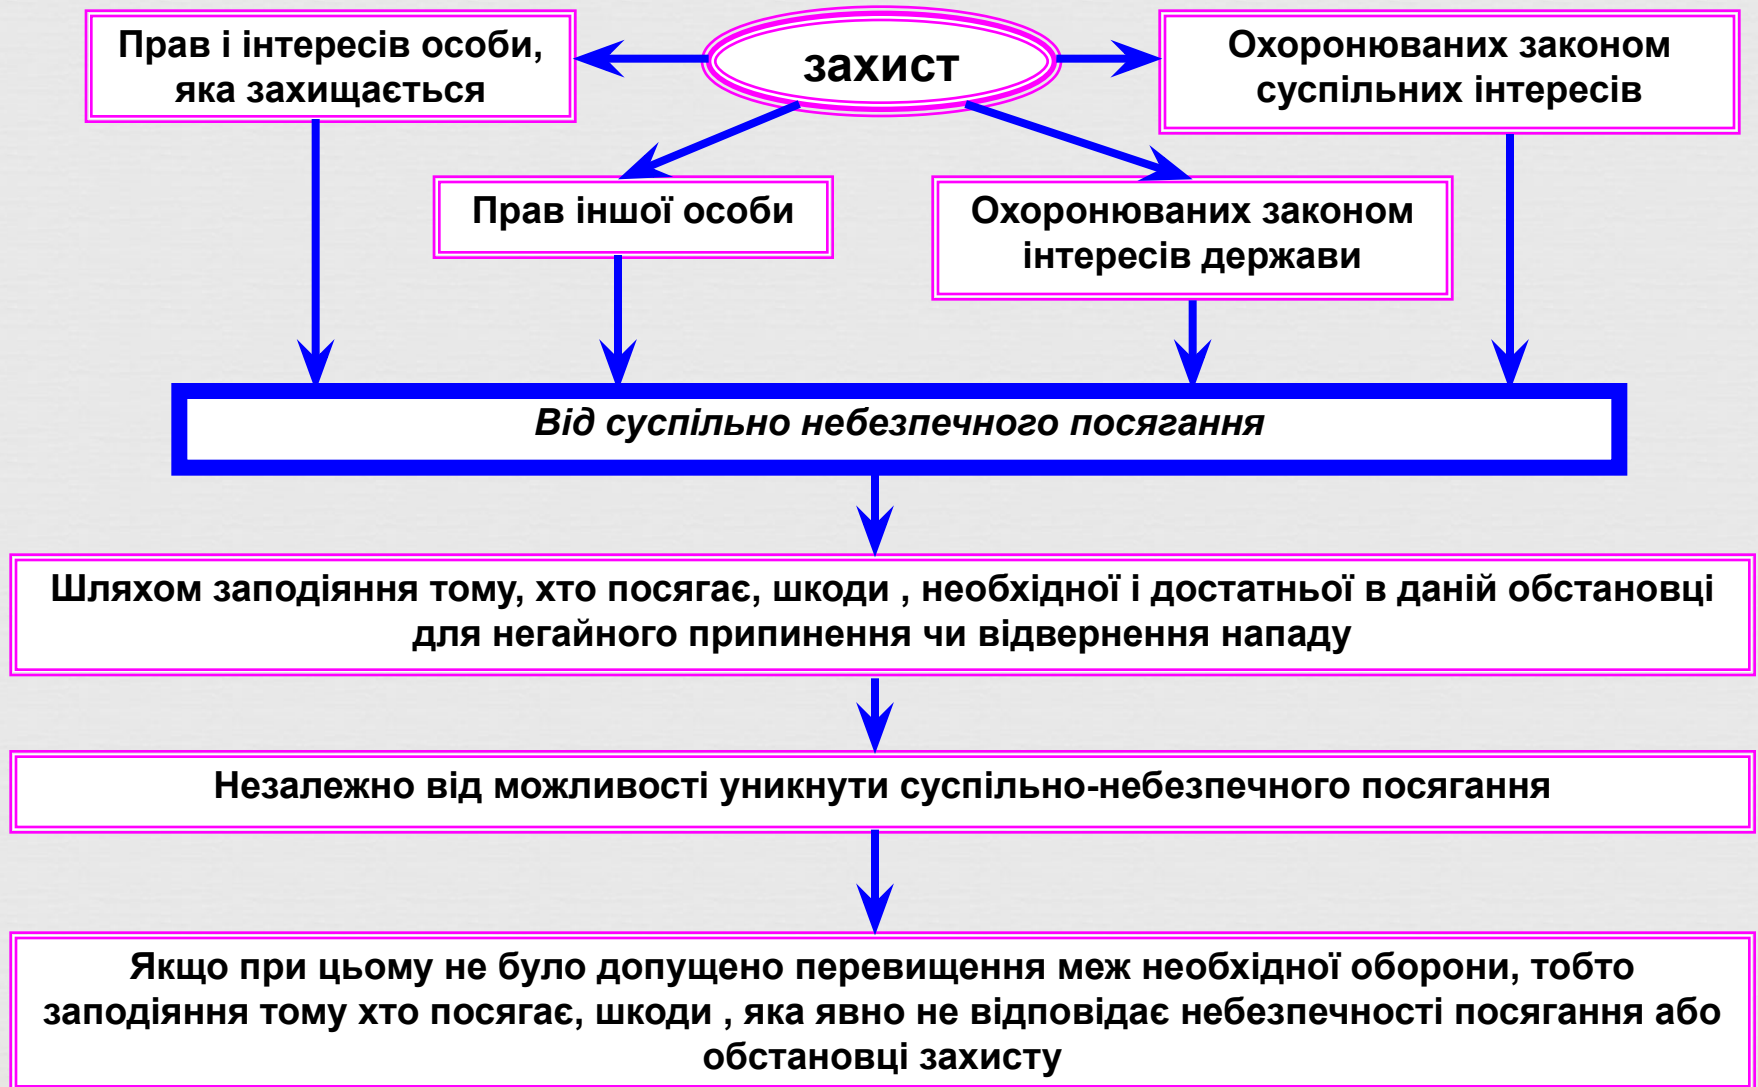 Прав і інтересів особи,
яка захищається
захист
Охоронюваних законом
суспільних інтересів
Прав іншої особи
Охоронюваних законом
інтересів держави
Від суспільно небезпечного посягання
Шляхом заподіяння тому, хто посягає, шкоди , необхідної і достатньої в даній обстановці
для негайного припинення чи відвернення нападу
Незалежно від можливості уникнути суспільно-небезпечного посягання
Якщо при цьому не було допущено перевищення меж необхідної оборони, тобто
заподіяння тому хто посягає, шкоди , яка явно не відповідає небезпечності посягання або
обстановці захисту